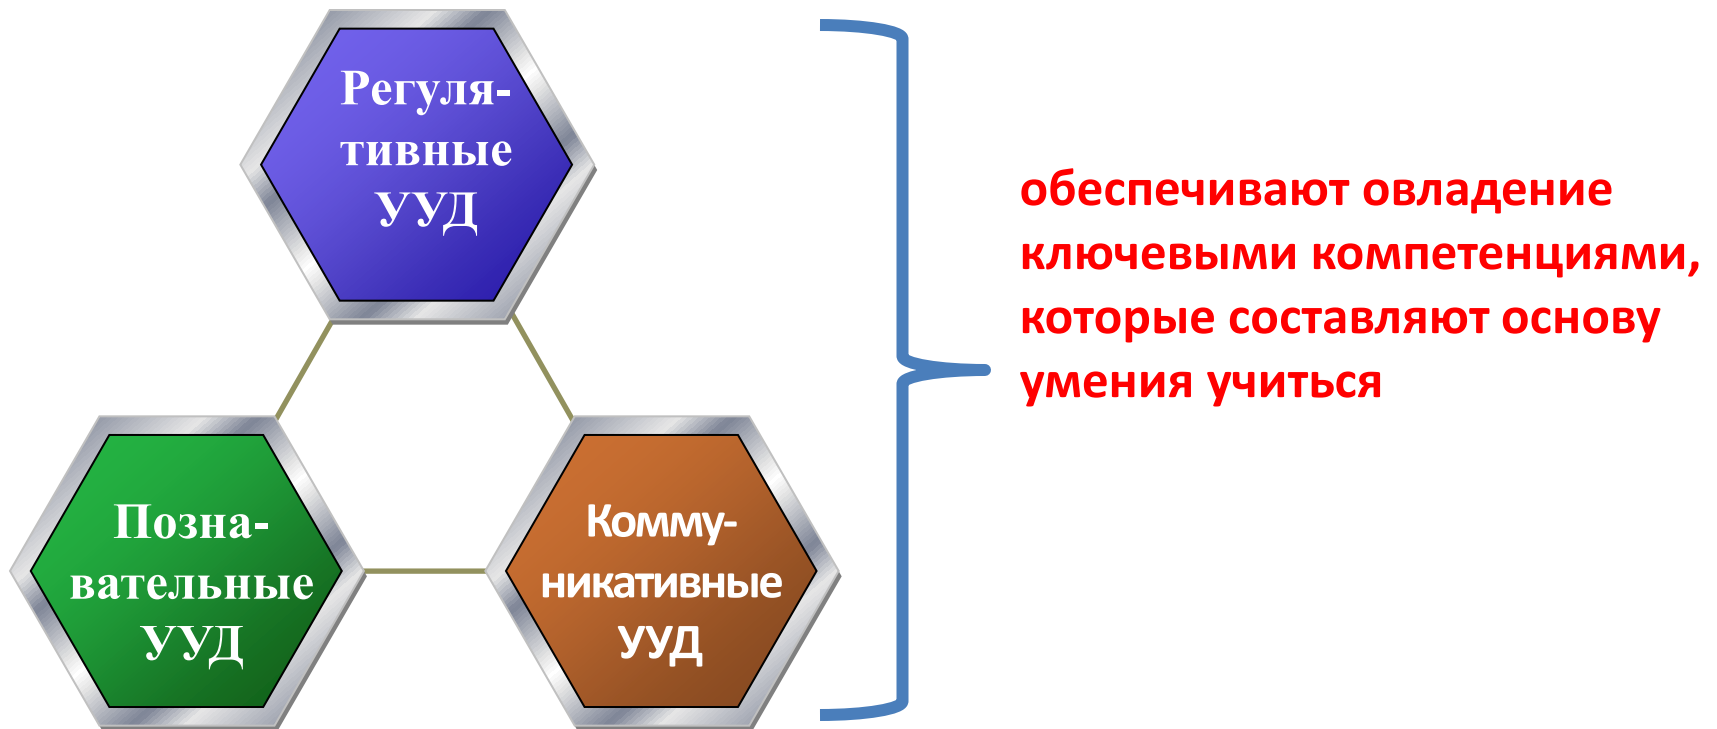 Регуля-
тивные
УУД
Позна-
вательные
УУД
Комму-
никативные
УУД
обеспечивают овладение
ключевыми компетенциями,
которые составляют основу
умения учиться